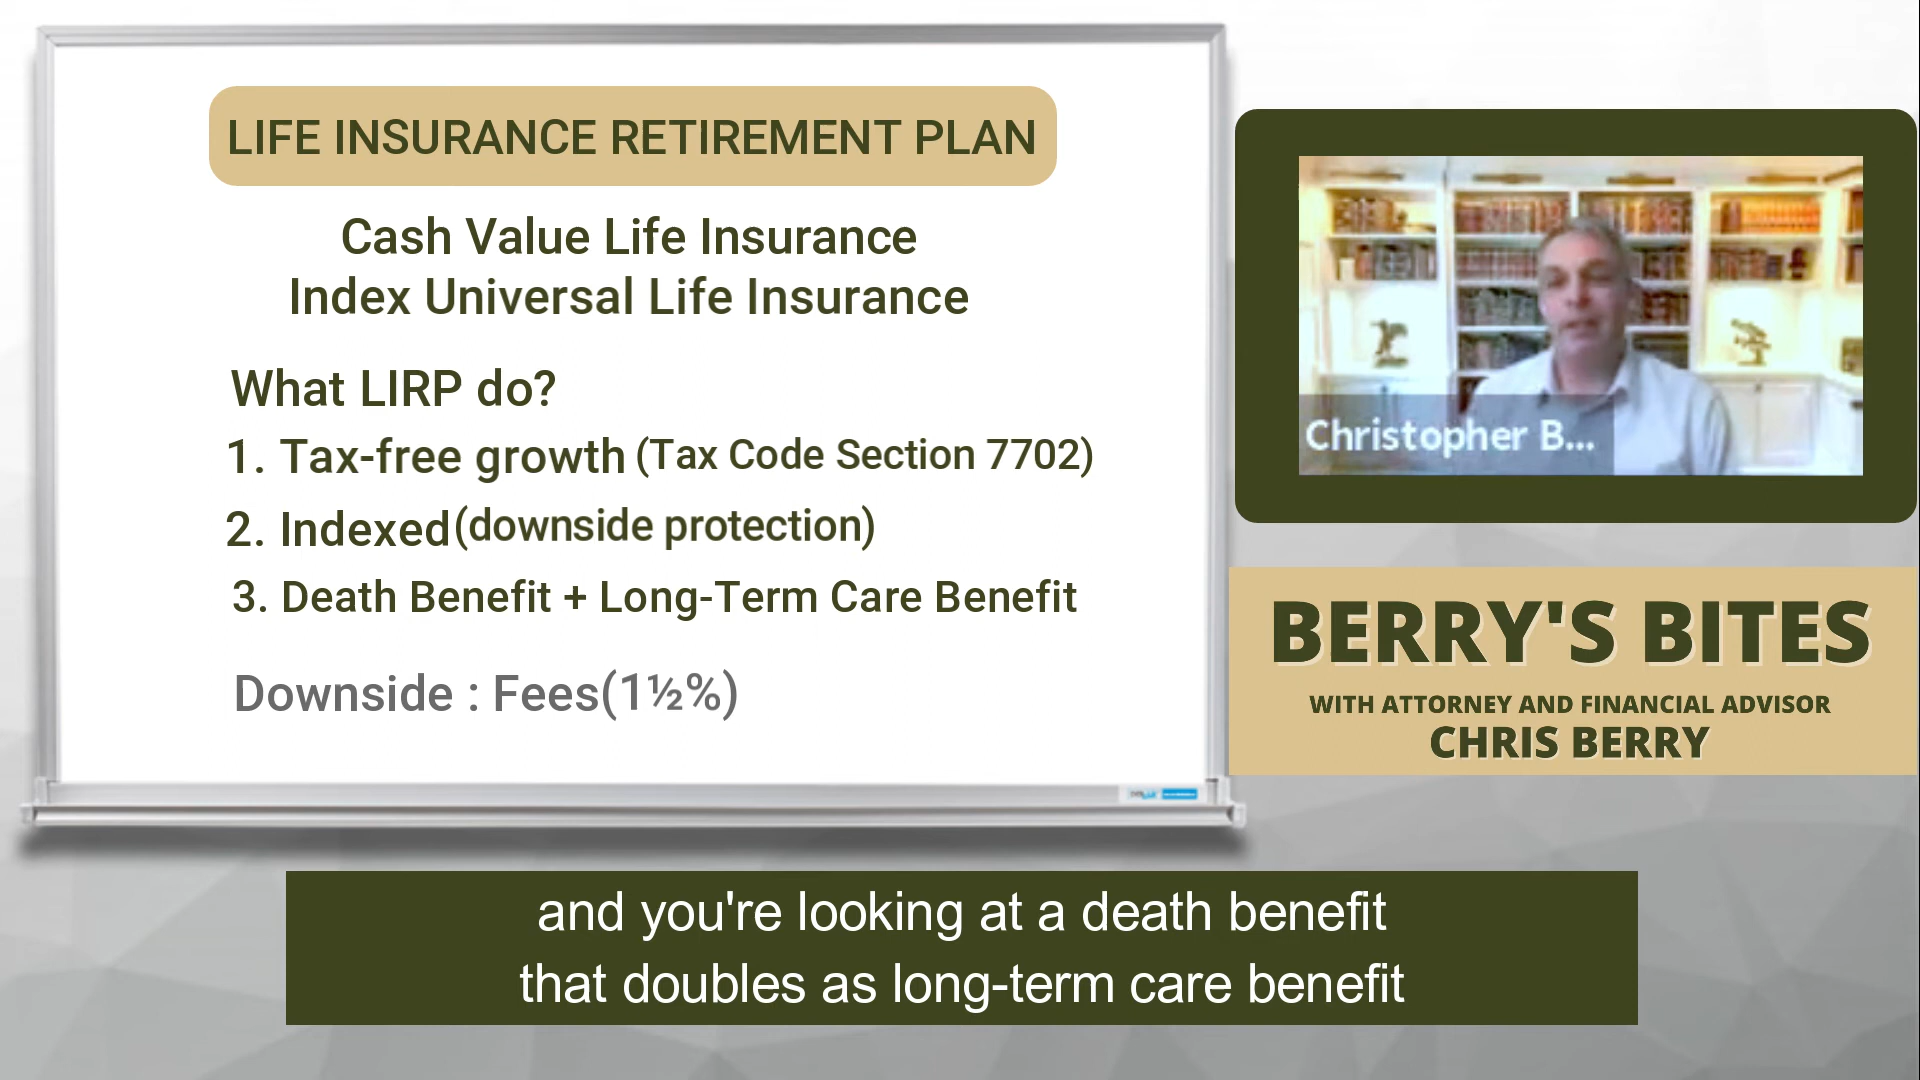 LIFE INSURANCE RETIREMENT PLAN
Cash Value Life Insurance
Index Universal Life Insurance
What LIRP do?
1. Tax-free growth (Tax Code Section 7702)
2. Indexed (downside protection)
3. Death Benefit + Long-Term Care Benefit
Downside : Fees(1½%)
Christopher B...
BERRY'S BITES
WITH ATTORNEY AND FINANCIAL ADVISOR
CHRIS BERRY
and you're looking at a death benefit
that doubles as long-term care benefit